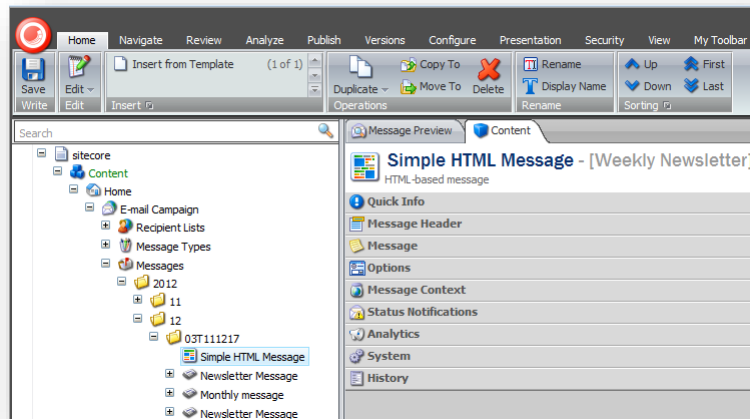 Home Navigate Review Analyze Publish Versions Configure Presentation Security View My Toolbar
Insert from Template (1 of 1) Copy To Rename Up First
Save Edit Duplicate Move To Delete Display Name Down Last
Write Edit Insert Operations Rename Sorting
Search
Message Preview Content
sitecore
Content
Home
E-mail Campaign
Recipient Lists
Message Types
Messages
2012
11
12
03T111217
Simple HTML Message
Newsletter Message
Monthly message
Newsletter Message
Simple HTML Message - [Weekly Newsletter]
HTML-based message
Quick Info
Message Header
Message
Options
Message Context
Status Notifications
Analytics
System
History